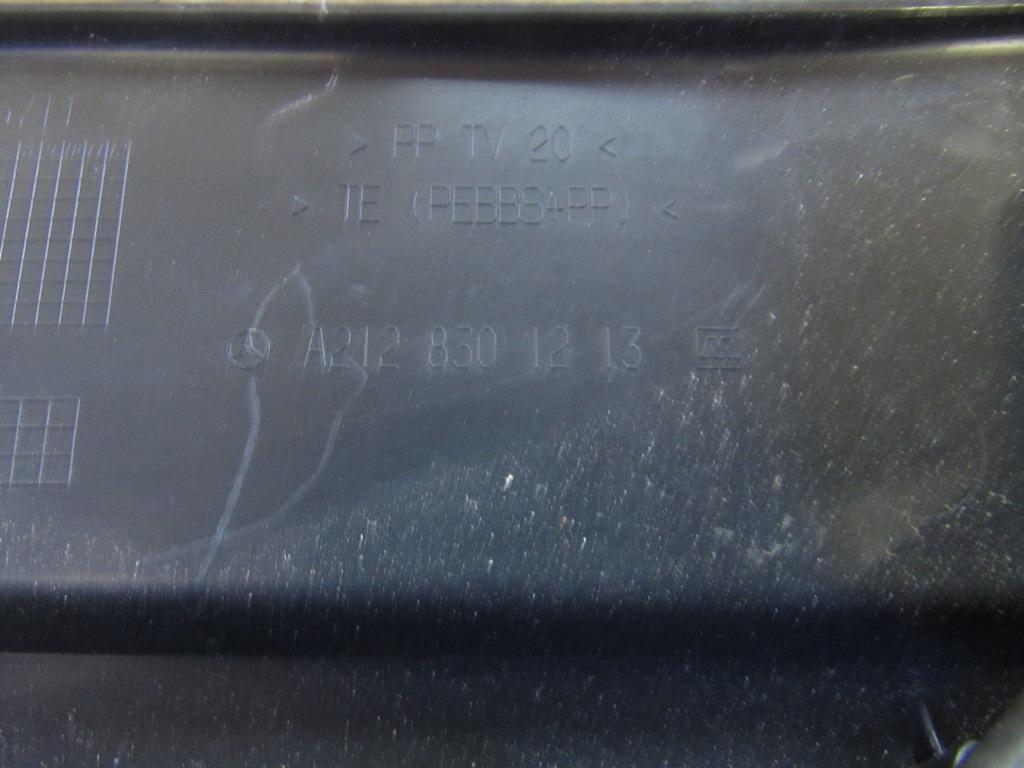 > PP TV 20 <
> TE (PEBBS+PP) <
A212 830 12 13